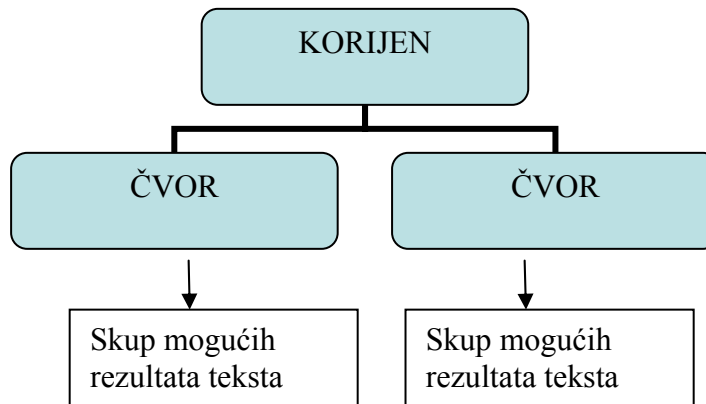 KORIJEN
ČVOR
ČVOR
Skup mogućih
rezultata teksta
Skup mogućih
rezultata teksta